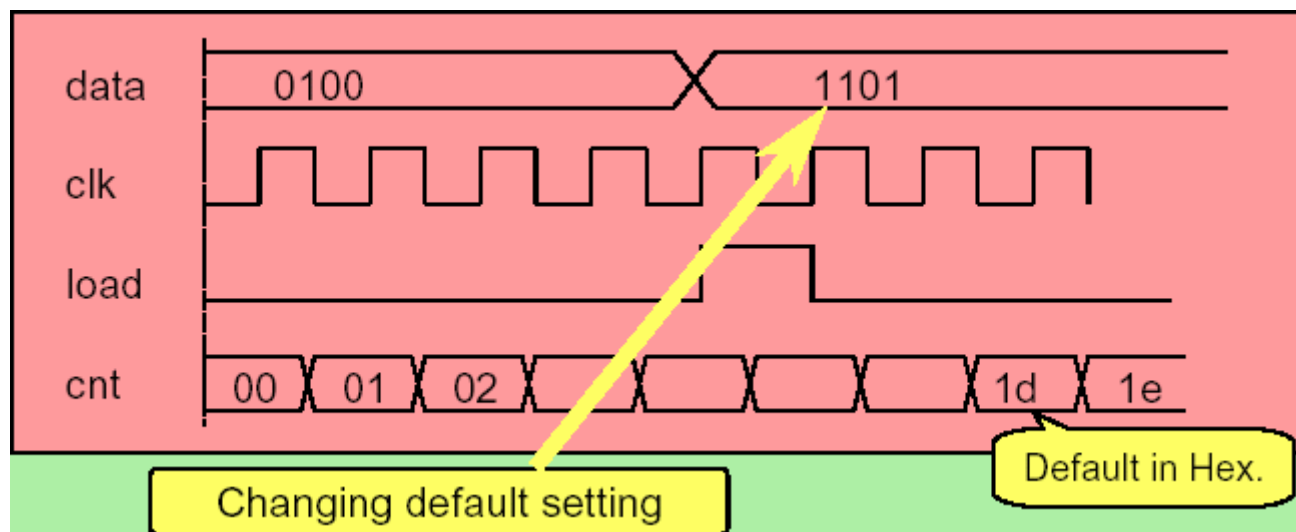 data 0100 1101
clk
load
cnt 00 01 02 1d 1e
Default in Hex.
Changing default setting